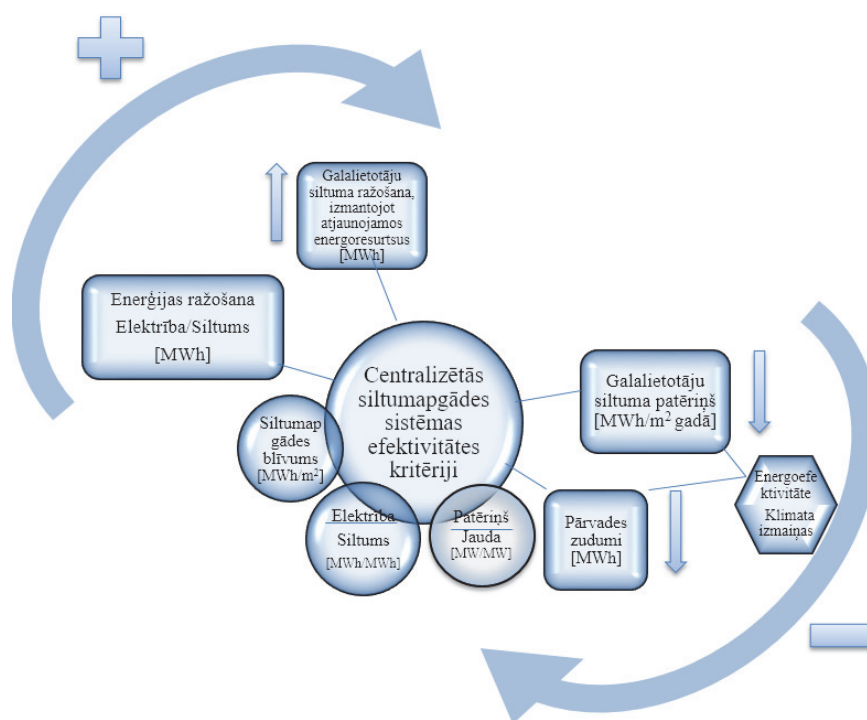 Galalietotāju
siltuma ražošana,
izmantojot
atjaunojamos
energoresurtsus
[MWh]
Enerģijas ražošana
Elektrība/Siltums
[MWh]
Centralizētās
siltumapgādes
sistēmas
efektivitātes
kritēriji
Galalietotāju
siltuma patēriņš
[MWh/m² gadā]
Siltumap
gādes
blīvums
[MWh/m²]
Elektrība
Siltums
[MWh/MWh]
Patēriņš
Jauda
[MW/MW]
Pārvades
zudumi
[MWh]
Energoefe
ktivitāte
Klimata
izmaiņas